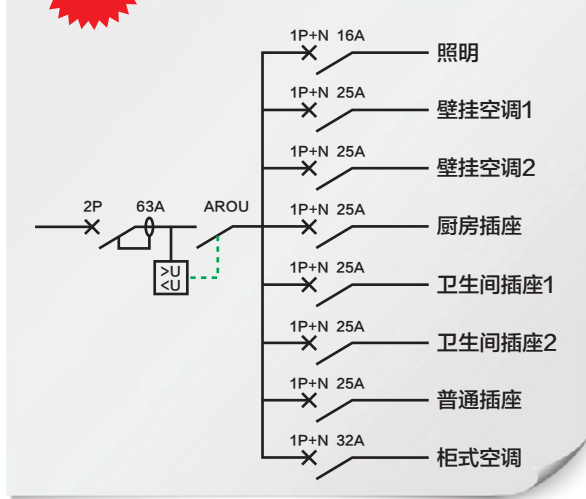 1P+N 16A
照明
1P+N 25A
壁挂空调1
1P+N 25A
壁挂空调2
2P 63A AROU
1P+N 25A
厨房插座
>U
<U
1P+N 25A
卫生间插座1
1P+N 25A
卫生间插座2
1P+N 25A
普通插座
1P+N 32A
柜式空调